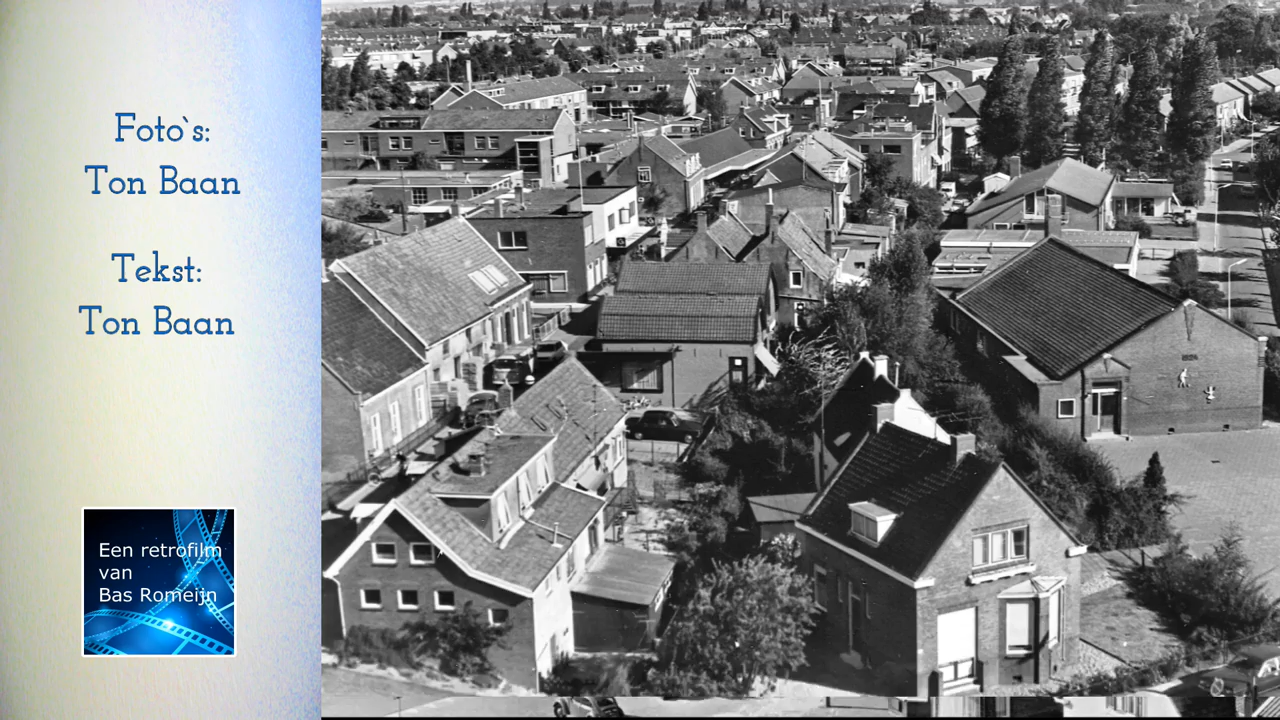 Foto`s:
Ton Baan
Tekst:
Ton Baan
Een retrofilm
van
Bas Romeijn